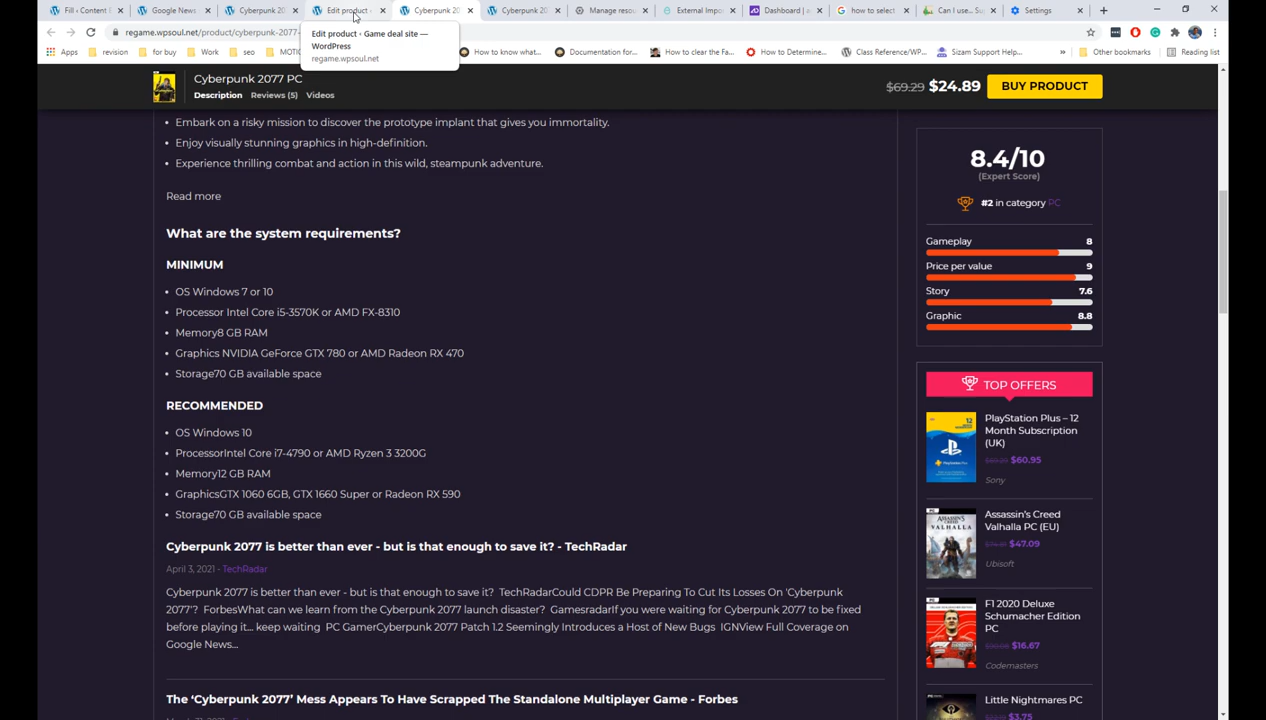 Fill ‹ Content E
Google News
Cyberpunk 20
Edit product ‹
Cyberpunk 20
Cyberpunk 20
Manage resou
External Impo
Dashboard | a
how to select
Can I use... Su
Settings
regame.wpsoul.net/product/cyberpunk-2077-
Edit product ‹ Game deal site —
WordPress
regame.wpsoul.net
Apps
revision
for buy
Work
seo
MOTIO
How to know what...
Documentation for...
How to clear the Fa...
How to Determine...
Class Reference/WP...
Sizam Support Help...
»
Other bookmarks
Cyberpunk 2077 PC
Description
Reviews (5)
Videos
$69.29 $24.89
BUY PRODUCT
• Embark on a risky mission to discover the prototype implant that gives you immortality.
• Enjoy visually stunning graphics in high-definition.
• Experience thrilling combat and action in this wild, steampunk adventure.
Read more
What are the system requirements?
MINIMUM
• OS Windows 7 or 10
• Processor Intel Core i5-3570K or AMD FX-8310
• Memory8 GB RAM
• Graphics NVIDIA GeForce GTX 780 or AMD Radeon RX 470
• Storage70 GB available space
RECOMMENDED
• OS Windows 10
• ProcessorIntel Core i7-4790 or AMD Ryzen 3 3200G
• Memory12 GB RAM
• GraphicsGTX 1060 6GB, GTX 1660 Super or Radeon RX 590
• Storage70 GB available space
Cyberpunk 2077 is better than ever - but is that enough to save it? - TechRadar
April 3, 2021 - TechRadar
Cyberpunk 2077 is better than ever - but is that enough to save it?  TechRadarCould CDPR Be Preparing To Cut Its Losses On 'Cyberpunk
2077'?  ForbesWhat can we learn from the Cyberpunk 2077 launch disaster?  GamesradarIf you were waiting for Cyberpunk 2077 to be fixed
before playing it... keep waiting  PC GamerCyberpunk 2077 Patch 1.2 Seemingly Introduces a Host of New Bugs  IGNView Full Coverage on
Google News...
The 'Cyberpunk 2077' Mess Appears To Have Scrapped The Standalone Multiplayer Game - Forbes
8.4/10
(Expert Score)
#2 in category PC
Gameplay 8
Price per value 9
Story 7.6
Graphic 8.8
TOP OFFERS
PlayStation Plus – 12
Month Subscription
(UK)
$60.95
Sony
Assassin's Creed
Valhalla PC (EU)
$47.09
Ubisoft
F1 2020 Deluxe
Schumacher Edition
PC
$16.67
Codemasters
Little Nightmares PC
$3.75